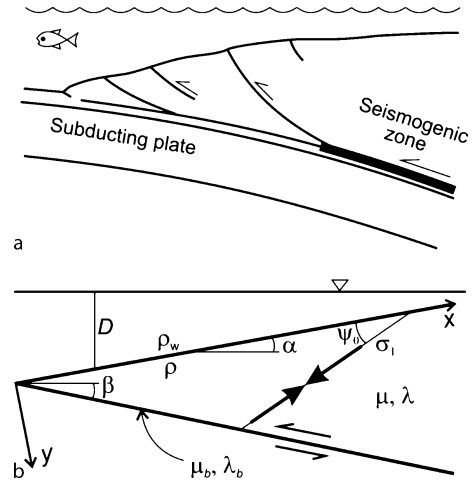 Seismogenic
zone
Subducting plate
a
D
x
ρw
ρ
α
ψ0
σ1
β
μ, λ
y
b
μb, λb